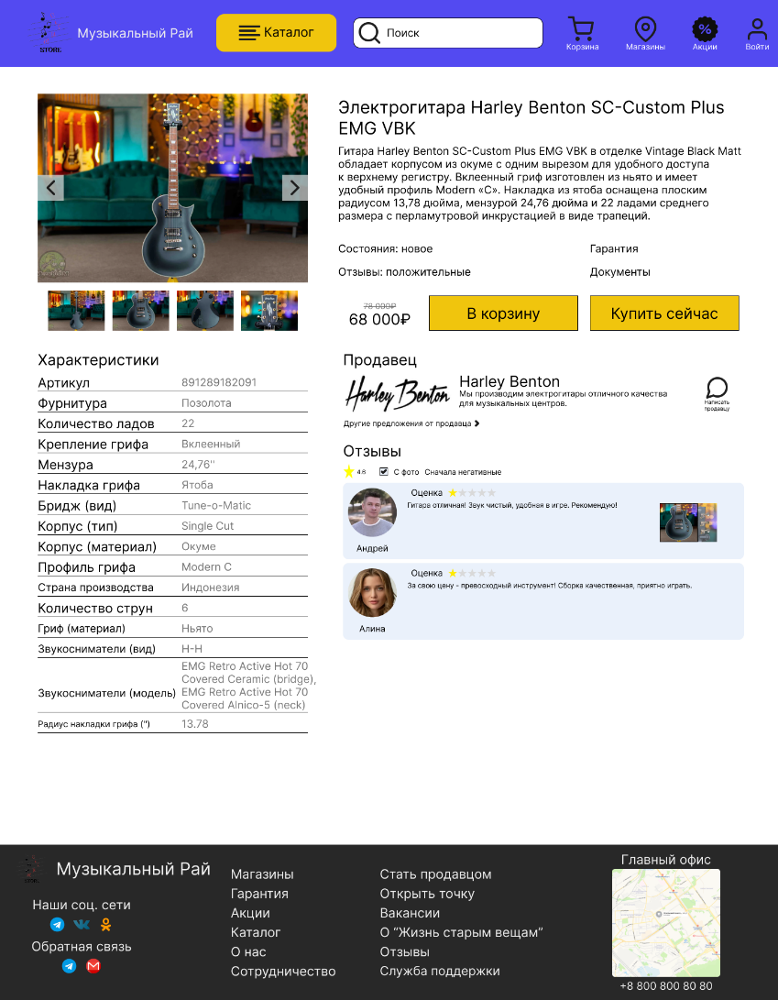 STORE
Музыкальный Рай
Каталог
Поиск
Корзина
Магазины
%
Акции
Войти
Электрогитара Harley Benton SC-Custom Plus
EMG VBK
Гитара Harley Benton SC-Custom Plus EMG VBK в отделке Vintage Black Matt
обладает корпусом из окуме с одним вырезом для удобного доступа
к верхнему регистру. Вклеенный гриф изготовлен из ньято и имеет
удобный профиль Modern «C». Накладка из ятоба оснащена плоским
радиусом 13,78 дюйма, мензурой 24,76 дюйма и 22 ладами среднего
размера с перламутровой инкрустацией в виде трапеций.
Состояния: новое
Гарантия
Отзывы: положительные
Документы
78 000₽
68 000₽
В корзину
Купить сейчас
Характеристики
Артикул 891289182091
Фурнитура Позолота
Количество ладов 22
Крепление грифа Вклеенный
Мензура 24,76''
Накладка грифа Ятоба
Бридж (вид) Tune-o-Matic
Корпус (тип) Single Cut
Корпус (материал) Окуме
Профиль грифа Modern C
Страна производства Индонезия
Количество струн 6
Гриф (материал) Ньято
Звукосниматели (вид) H-H
Звукосниматели (модель) EMG Retro Active Hot 70
Covered Ceramic (bridge),
EMG Retro Active Hot 70
Covered Alnico-5 (neck)
Радиус накладки грифа (") 13.78
Продавец
Harley Benton
Harley Benton
Мы производим электрогитары отличного качества
для музыкальных центров.
Написать
продавцу
Другие предложения от продавца
Отзывы
4.6
С фото
Сначала негативные
Оценка
Гитара отличная! Звук чистый, удобная в игре. Рекомендую!
Андрей
Оценка
За свою цену - превосходный инструмент! Сборка качественная, приятно играть.
Алина
STORE
Музыкальный Рай
Наши соц. сети
Обратная связь
Магазины
Гарантия
Акции
Каталог
О нас
Сотрудничество
Стать продавцом
Открыть точку
Вакансии
О “Жизнь старым вещам”
Отзывы
Служба поддержки
Главный офис
+8 800 800 80 80